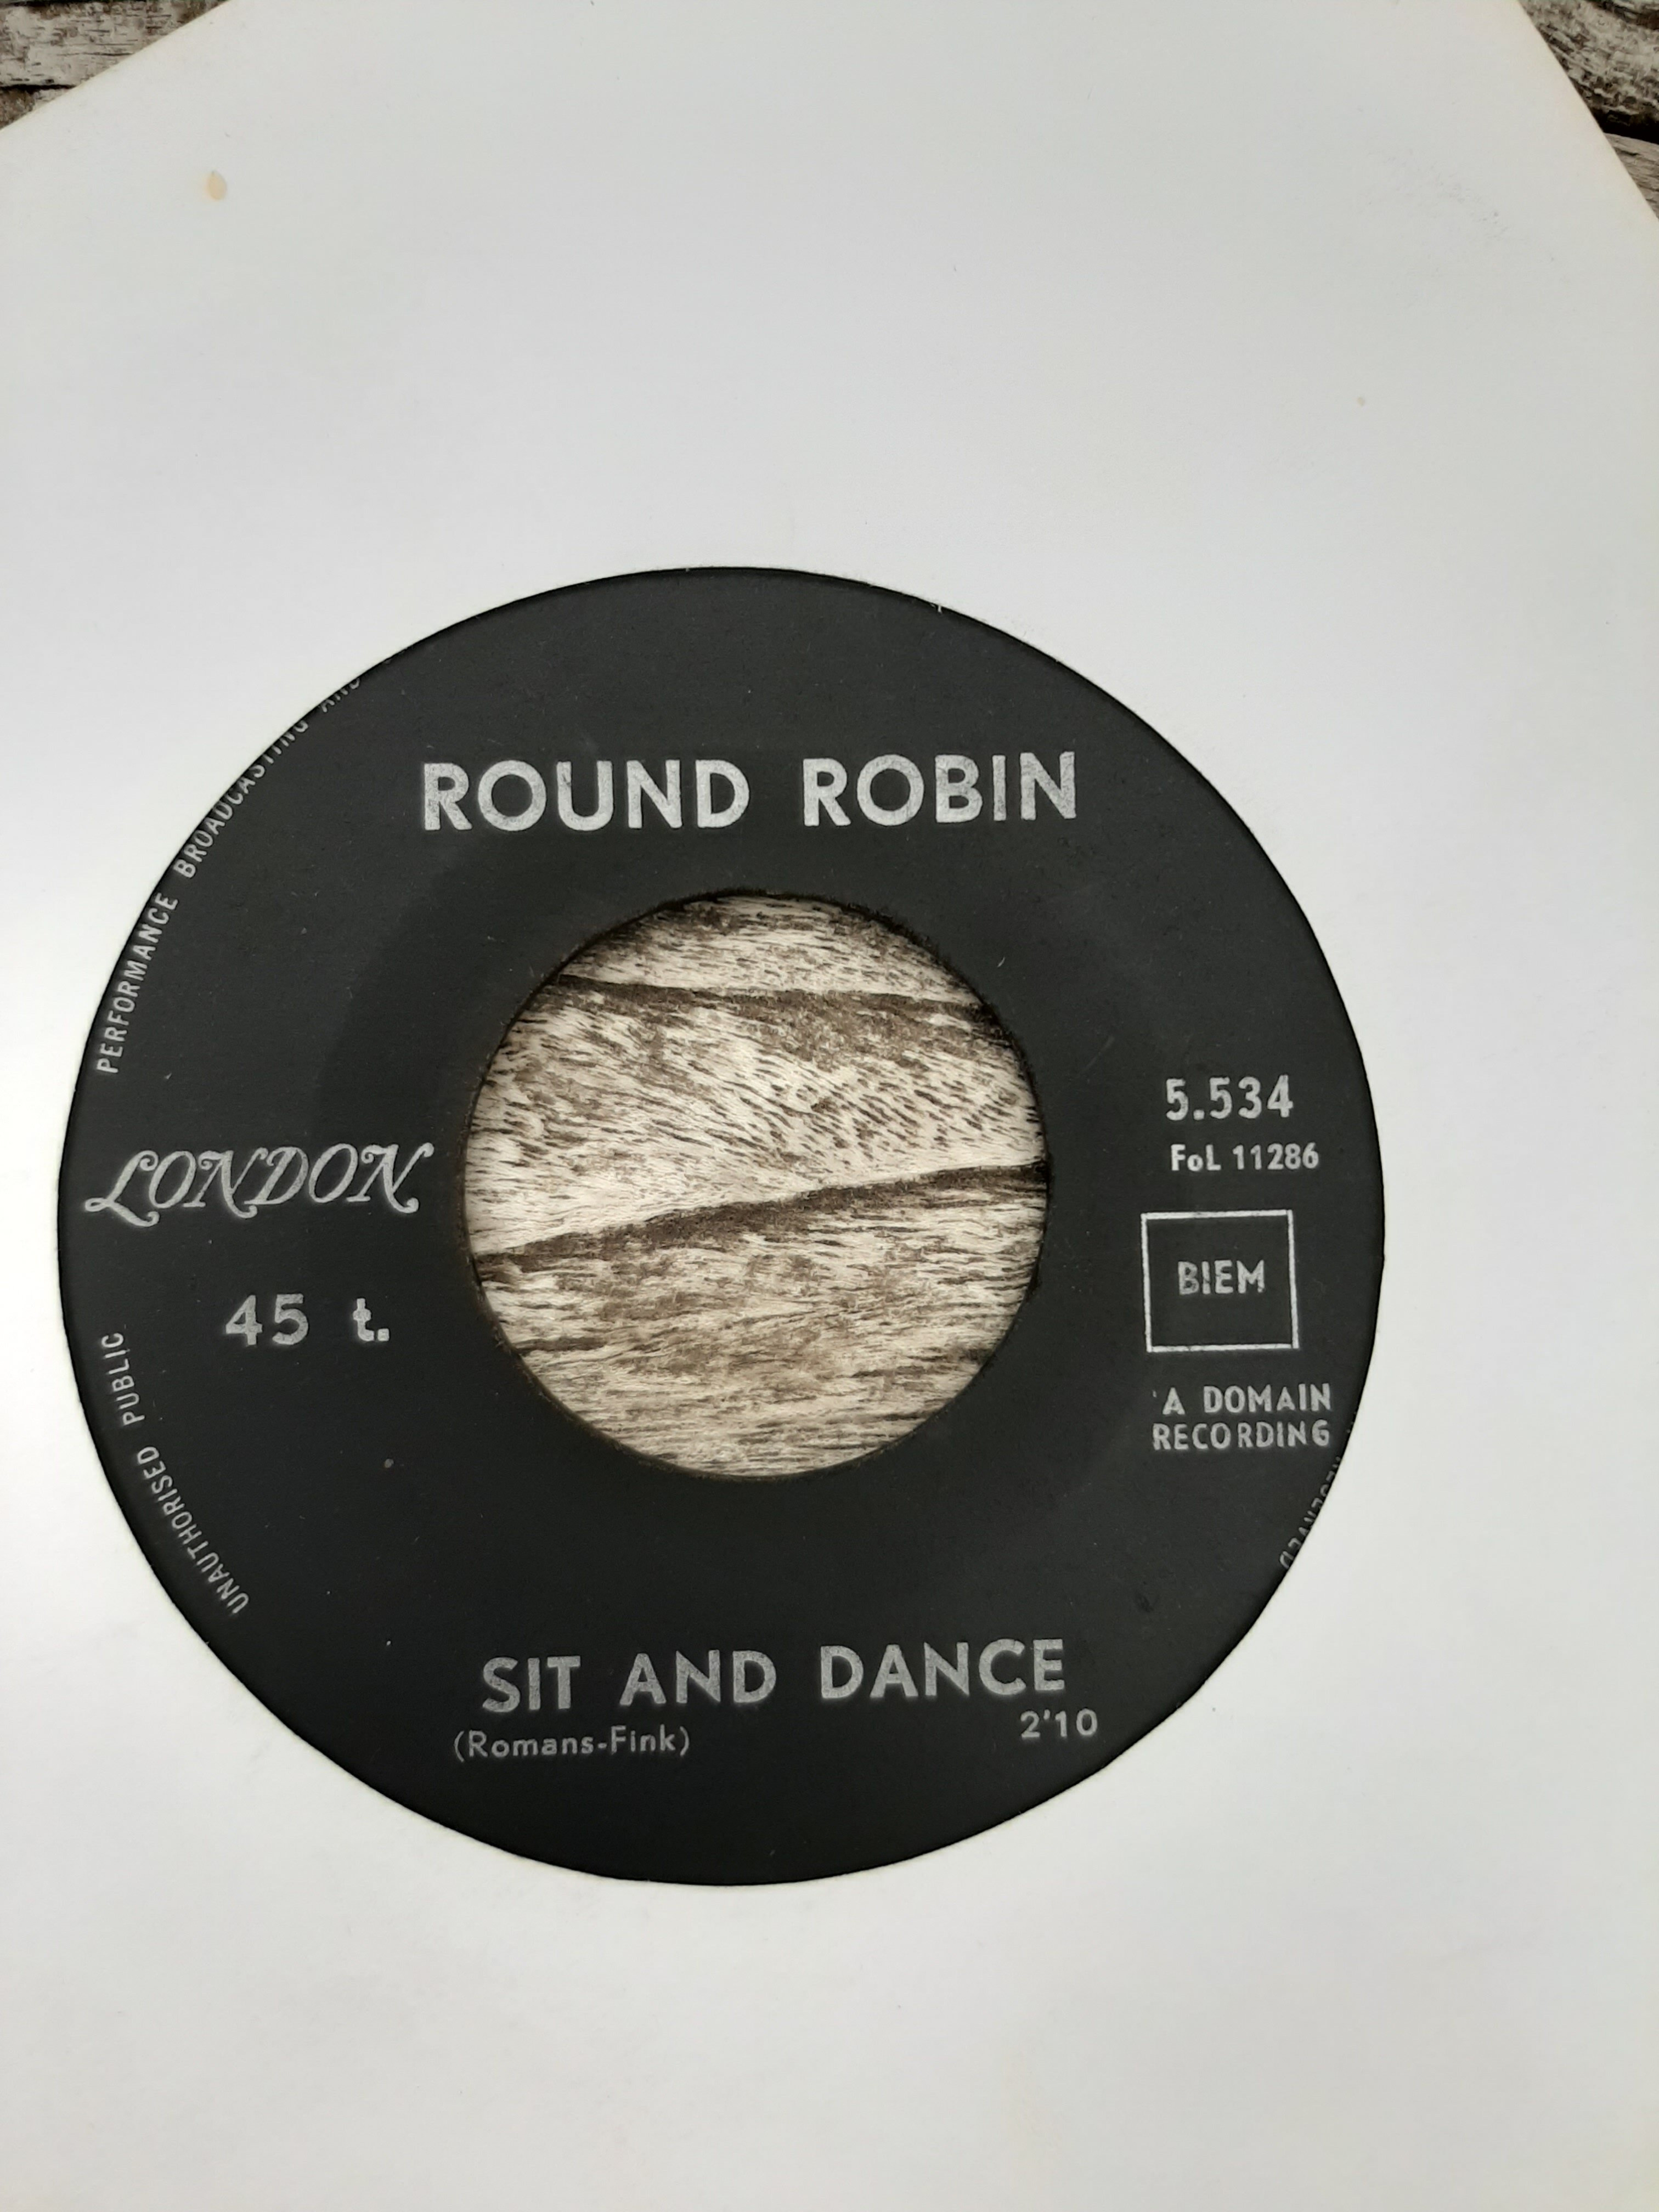 ROUND ROBIN
UNAUTHORISED PUBLIC PERFORMANCE BROADCASTING AND
LONDON
45 t.
5.534
FoL 11286
BIEM
A DOMAIN
RECORDING
SIT AND DANCE
(Romans-Fink)
2'10